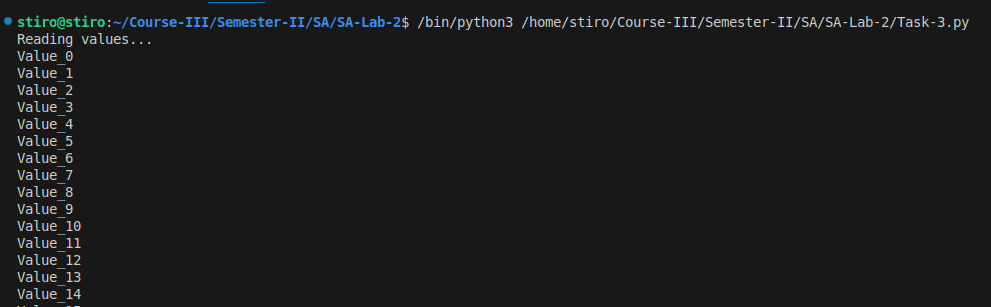 stiro@stiro:~/Course-III/Semester-II/SA/SA-Lab-2$ /bin/python3 /home/stiro/Course-III/Semester-II/SA/SA-Lab-2/Task-3.py
Reading values...
Value_0
Value_1
Value_2
Value_3
Value_4
Value_5
Value_6
Value_7
Value_8
Value_9
Value_10
Value_11
Value_12
Value_13
Value_14